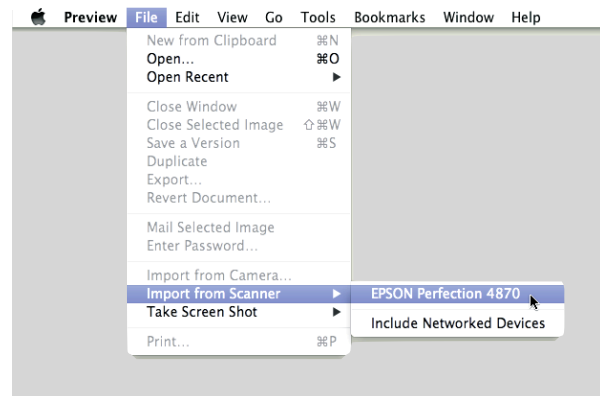 Preview File Edit View Go Tools Bookmarks Window Help
New from Clipboard ⌘N
Open... ⌘O
Open Recent
Close Window ⌘W
Close Selected Image ⇧⌘W
Save a Version ⌘S
Duplicate
Export...
Revert Document...
Mail Selected Image
Enter Password...
Import from Camera...
Import from Scanner EPSON Perfection 4870
Take Screen Shot
Include Networked Devices
Print... ⌘P